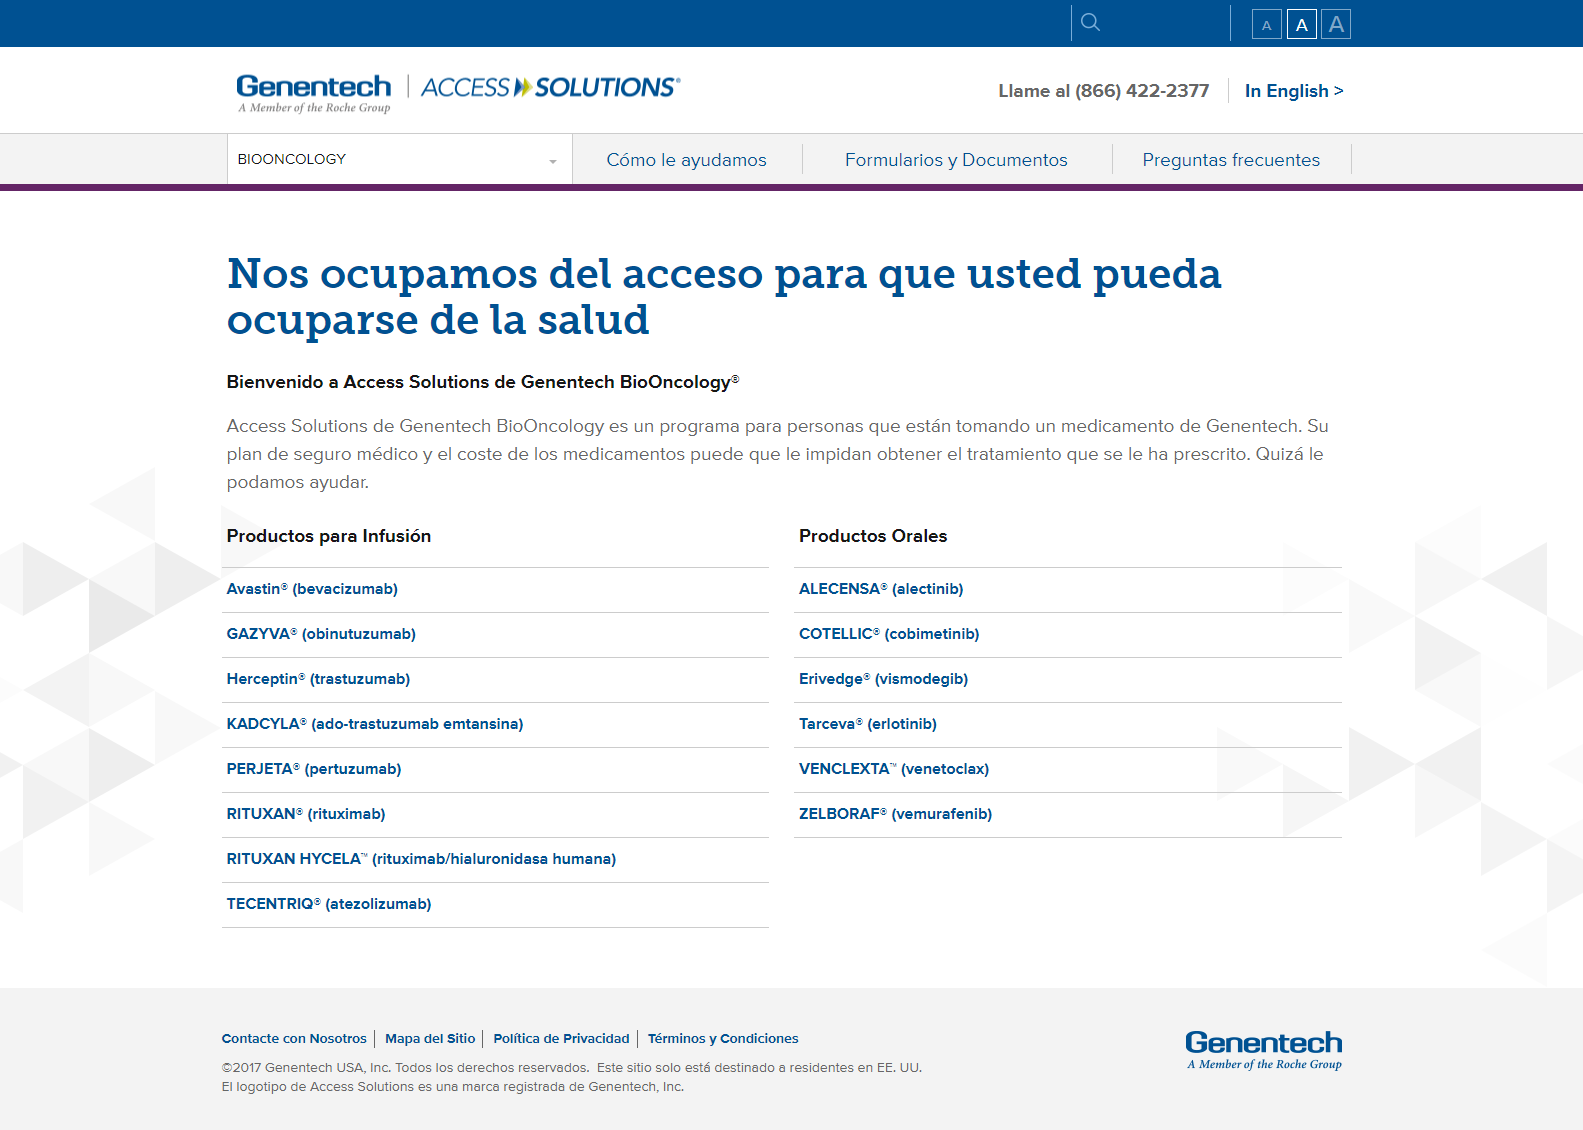 A A A
Genentech
A Member of the Roche Group
ACCESS SOLUTIONS®
Llame al (866) 422-2377
In English >
BIOONCOLOGY
Cómo le ayudamos
Formularios y Documentos
Preguntas frecuentes
Nos ocupamos del acceso para que usted pueda
ocuparse de la salud
Bienvenido a Access Solutions de Genentech BioOncology®
Access Solutions de Genentech BioOncology es un programa para personas que están tomando un medicamento de Genentech. Su
plan de seguro médico y el coste de los medicamentos puede que le impidan obtener el tratamiento que se le ha prescrito. Quizá le
podamos ayudar.
Productos para Infusión
Avastin® (bevacizumab)
GAZYVA® (obinutuzumab)
Herceptin® (trastuzumab)
KADCYLA® (ado-trastuzumab emtansina)
PERJETA® (pertuzumab)
RITUXAN® (rituximab)
RITUXAN HYCELA™ (rituximab/hialuronidasa humana)
TECENTRIQ® (atezolizumab)
Productos Orales
ALECENSA® (alectinib)
COTELLIC® (cobimetinib)
Erivedge® (vismodegib)
Tarceva® (erlotinib)
VENCLEXTA™ (venetoclax)
ZELBORAF® (vemurafenib)
Contacte con Nosotros
Mapa del Sitio
Política de Privacidad
Términos y Condiciones
©2017 Genentech USA, Inc. Todos los derechos reservados. Este sitio solo está destinado a residentes en EE. UU.
El logotipo de Access Solutions es una marca registrada de Genentech, Inc.
Genentech
A Member of the Roche Group